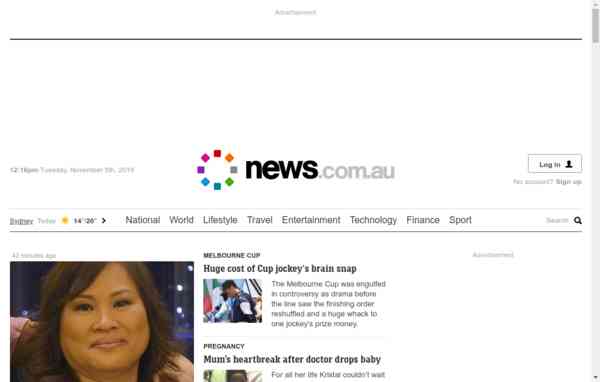 Advertisement
12:16pm Tuesday, November 5th, 2019
news.com.au
Log in
No account? Sign up
Sydney Today 14°/26°
National World Lifestyle Travel Entertainment Technology Finance Sport
Search
42 minutes ago
MELBOURNE CUP
Advertisement
Huge cost of Cup jockey's brain snap
The Melbourne Cup was engulfed
in controversy as drama before
the line saw the finishing order
reshuffled and a huge whack to
one jockey's prize money.
PREGNANCY
Mum's heartbreak after doctor drops baby
For all her life Kristal couldn't wait